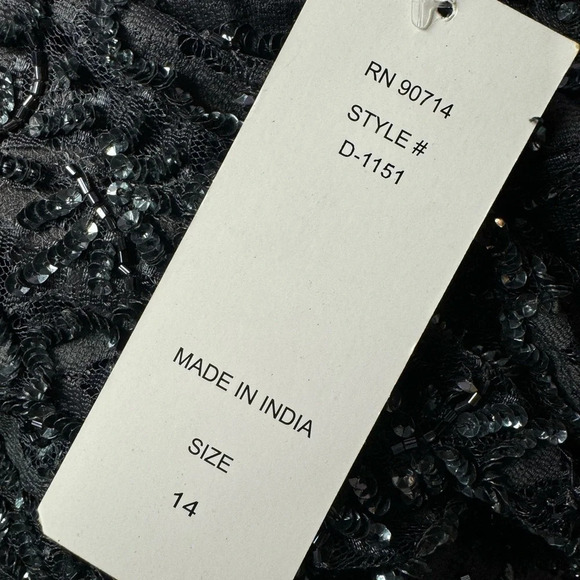 RN 90714
STYLE #
D-1151
MADE IN INDIA
SIZE
14